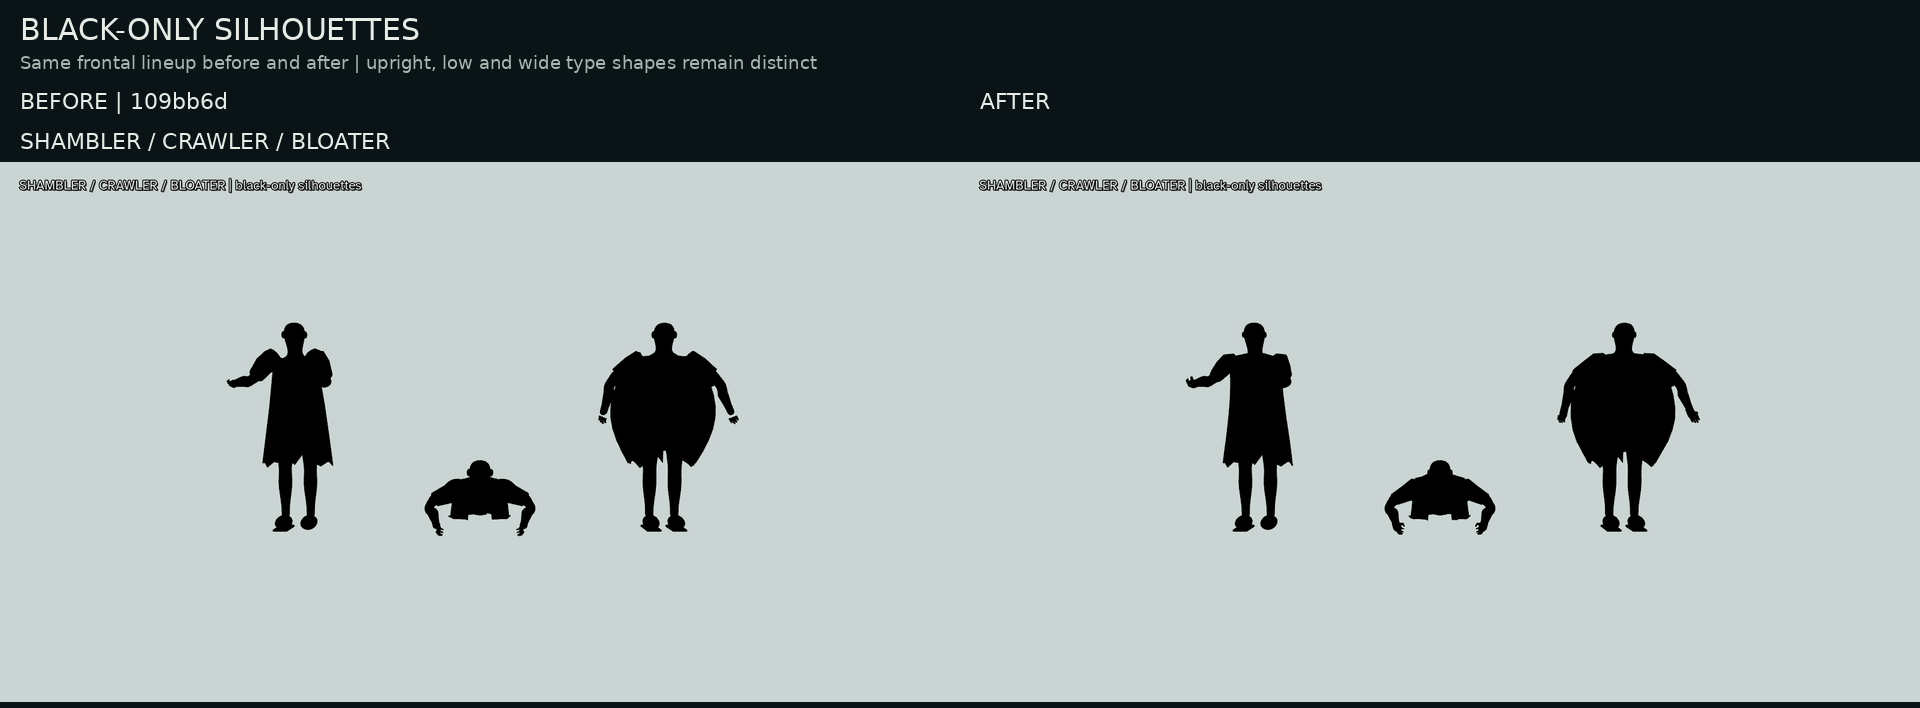 BLACK-ONLY SILHOUETTES
Same frontal lineup before and after | upright, low and wide type shapes remain distinct
BEFORE | 109bb6d
AFTER
SHAMBLER / CRAWLER / BLOATER
SHAMBLER / CRAWLER / BLOATER | black-only silhouettes
SHAMBLER / CRAWLER / BLOATER | black-only silhouettes